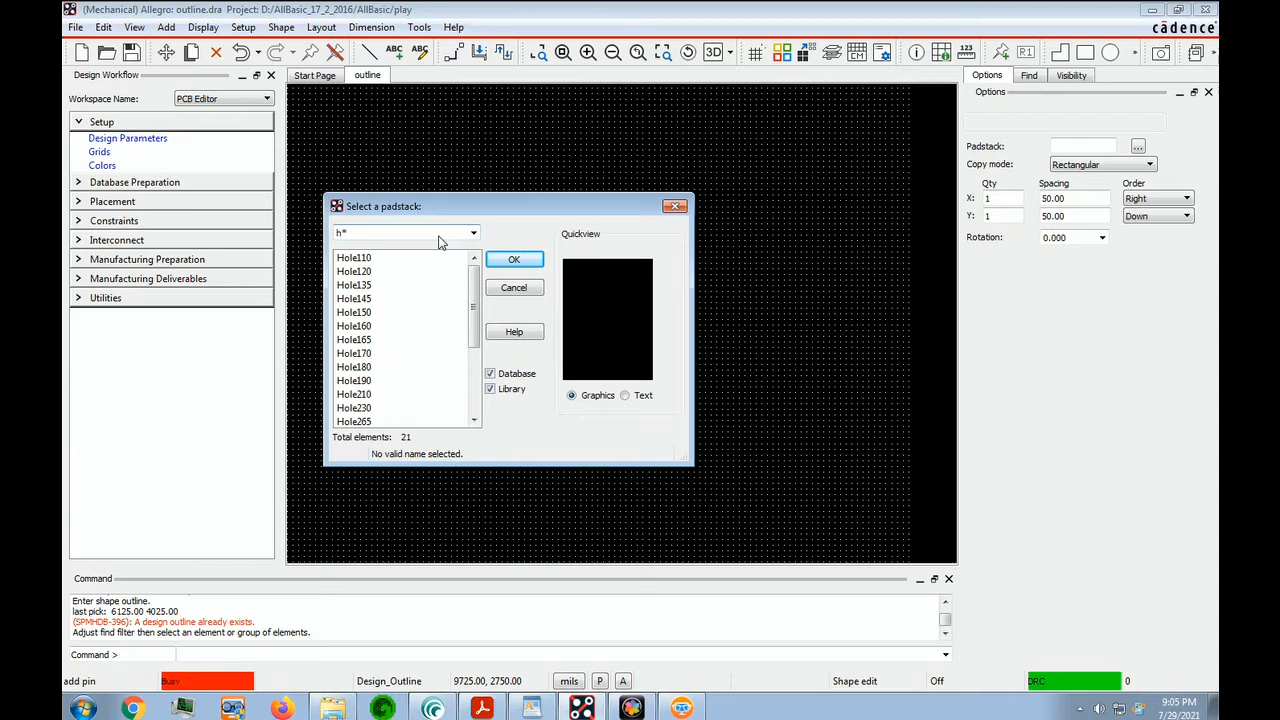 (Mechanical) Allegro: outline.dra Project: D:/AllBasic_17_2_2016/AllBasic/play
File Edit View Add Display Setup Shape Layout Dimension Tools Help
cādence
ABC ABC 3D CM 123 R1
Design Workflow
Start Page outline
Options Find Visibility
Workspace Name: PCB Editor
Options
Setup
Design Parameters
Grids
Colors
Database Preparation
Placement
Constraints
Interconnect
Manufacturing Preparation
Manufacturing Deliverables
Utilities
Padstack: ...
Copy mode: Rectangular
Qty Spacing Order
X: 1 50.00 Right
Y: 1 50.00 Down
Rotation: 0.000
Select a padstack:
h*
Quickview
Hole110
Hole120
Hole135
Hole145
Hole150
Hole160
Hole165
Hole170
Hole180
Hole190
Hole210
Hole230
Hole265
OK
Cancel
Help
Database
Library
Graphics Text
Total elements: 21
No valid name selected.
Command
Enter shape outline.
last pick: 6125.00 4025.00
(SPMHDB-396): A design outline already exists.
Adjust find filter then select an element or group of elements.
Command >
add pin Busy Design_Outline 9725.00, 2750.00 mils P A Shape edit Off DRC 0
9:05 PM
7/29/2021